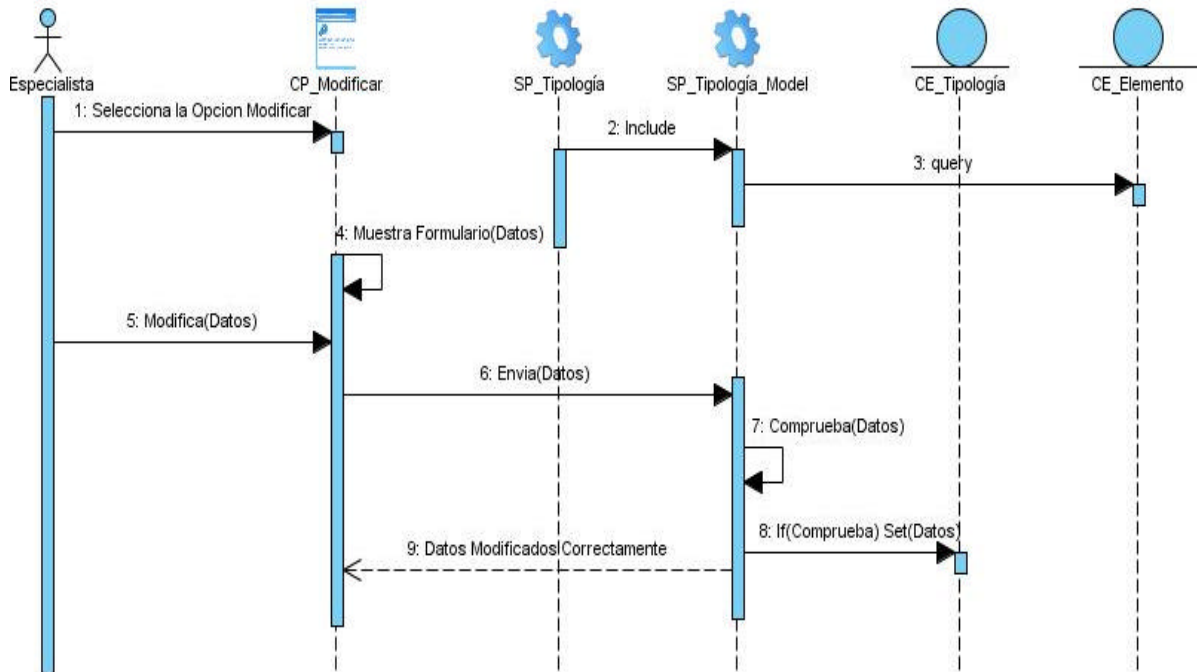 Especialista
CP_Modificar
SP_Tipología
SP_Tipología_Model
CE_Tipología
CE_Elemento
1: Selecciona la Opcion Modificar
2: Include
3: query
4: Muestra Formulario(Datos)
5: Modifica(Datos)
6: Envia(Datos)
7: Comprueba(Datos)
8: If(Comprueba) Set(Datos)
9: Datos Modificados Correctamente